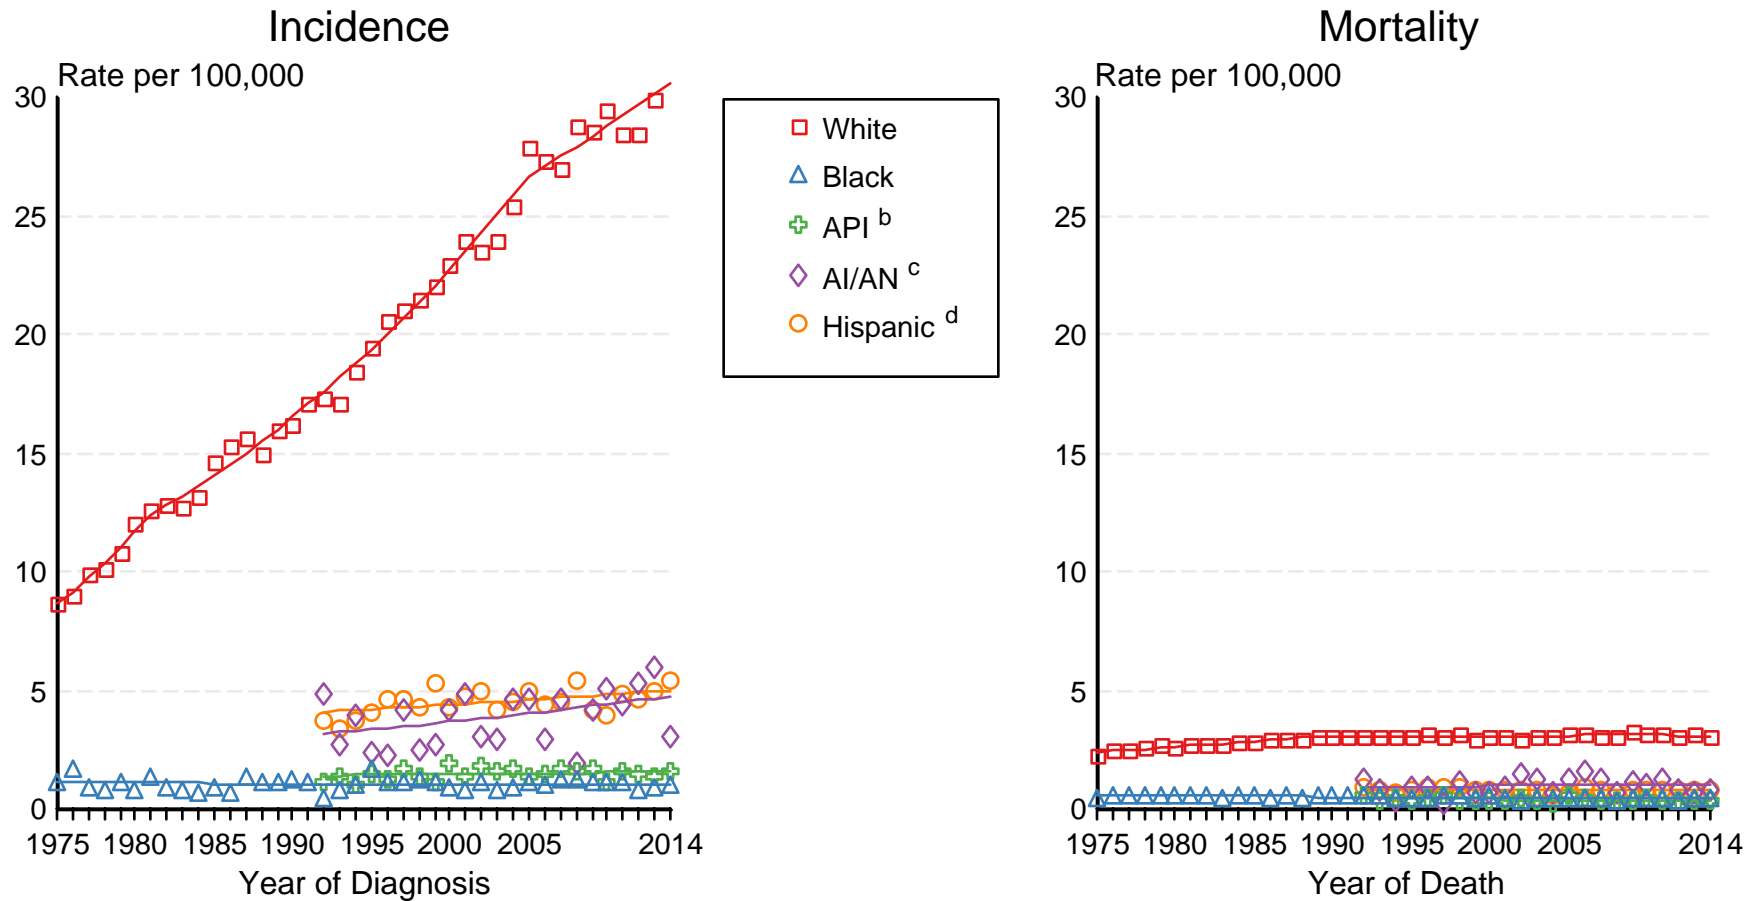 Incidence
Rate per 100,000
30
25
20
15
10
5
0
1975 1980 1985 1990 1995 2000 2005 2014
Year of Diagnosis
White
Black
API b
AI/AN c
Hispanic d
Mortality
Rate per 100,000
30
25
20
15
10
5
0
1975 1980 1985 1990 1995 2000 2005 2014
Year of Death